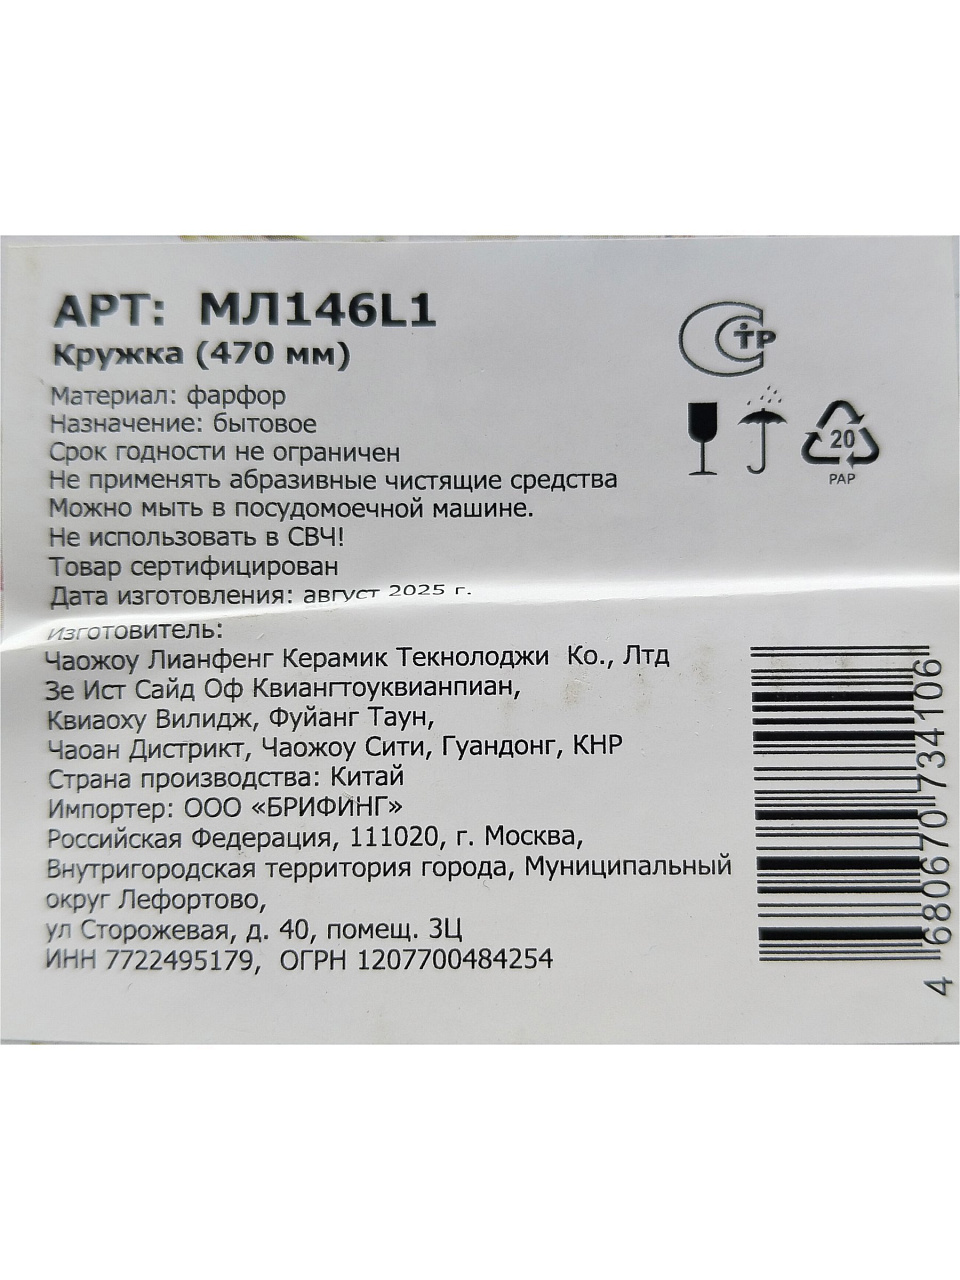 АРТ: МЛ146L1
Кружка (470 мм)
Материал: фарфор
Назначение: бытовое
Срок годности не ограничен
Не применять абразивные чистящие средства
Можно мыть в посудомоечной машине.
Не использовать в СВЧ!
Товар сертифицирован
Дата изготовления: август 2025 г.
Изготовитель:
Чаожоу Лианфенг Керамик Текнолоджи Ко., Лтд
Зе Ист Сайд Оф Квиангтоуквианпиан,
Квиаоху Вилидж, Фуйанг Таун,
Чаоан Дистрикт, Чаожоу Сити, Гуандонг, КНР
Страна производства: Китай
Импортер: ООО «БРИФИНГ»
Российская Федерация, 111020, г. Москва,
Внутригородская территория города, Муниципальный
округ Лефортово,
ул Сторожевая, д. 40, помещ. 3Ц
ИНН 7722495179, ОГРН 1207700484254
СТР
20
PAP
4 680670 734106